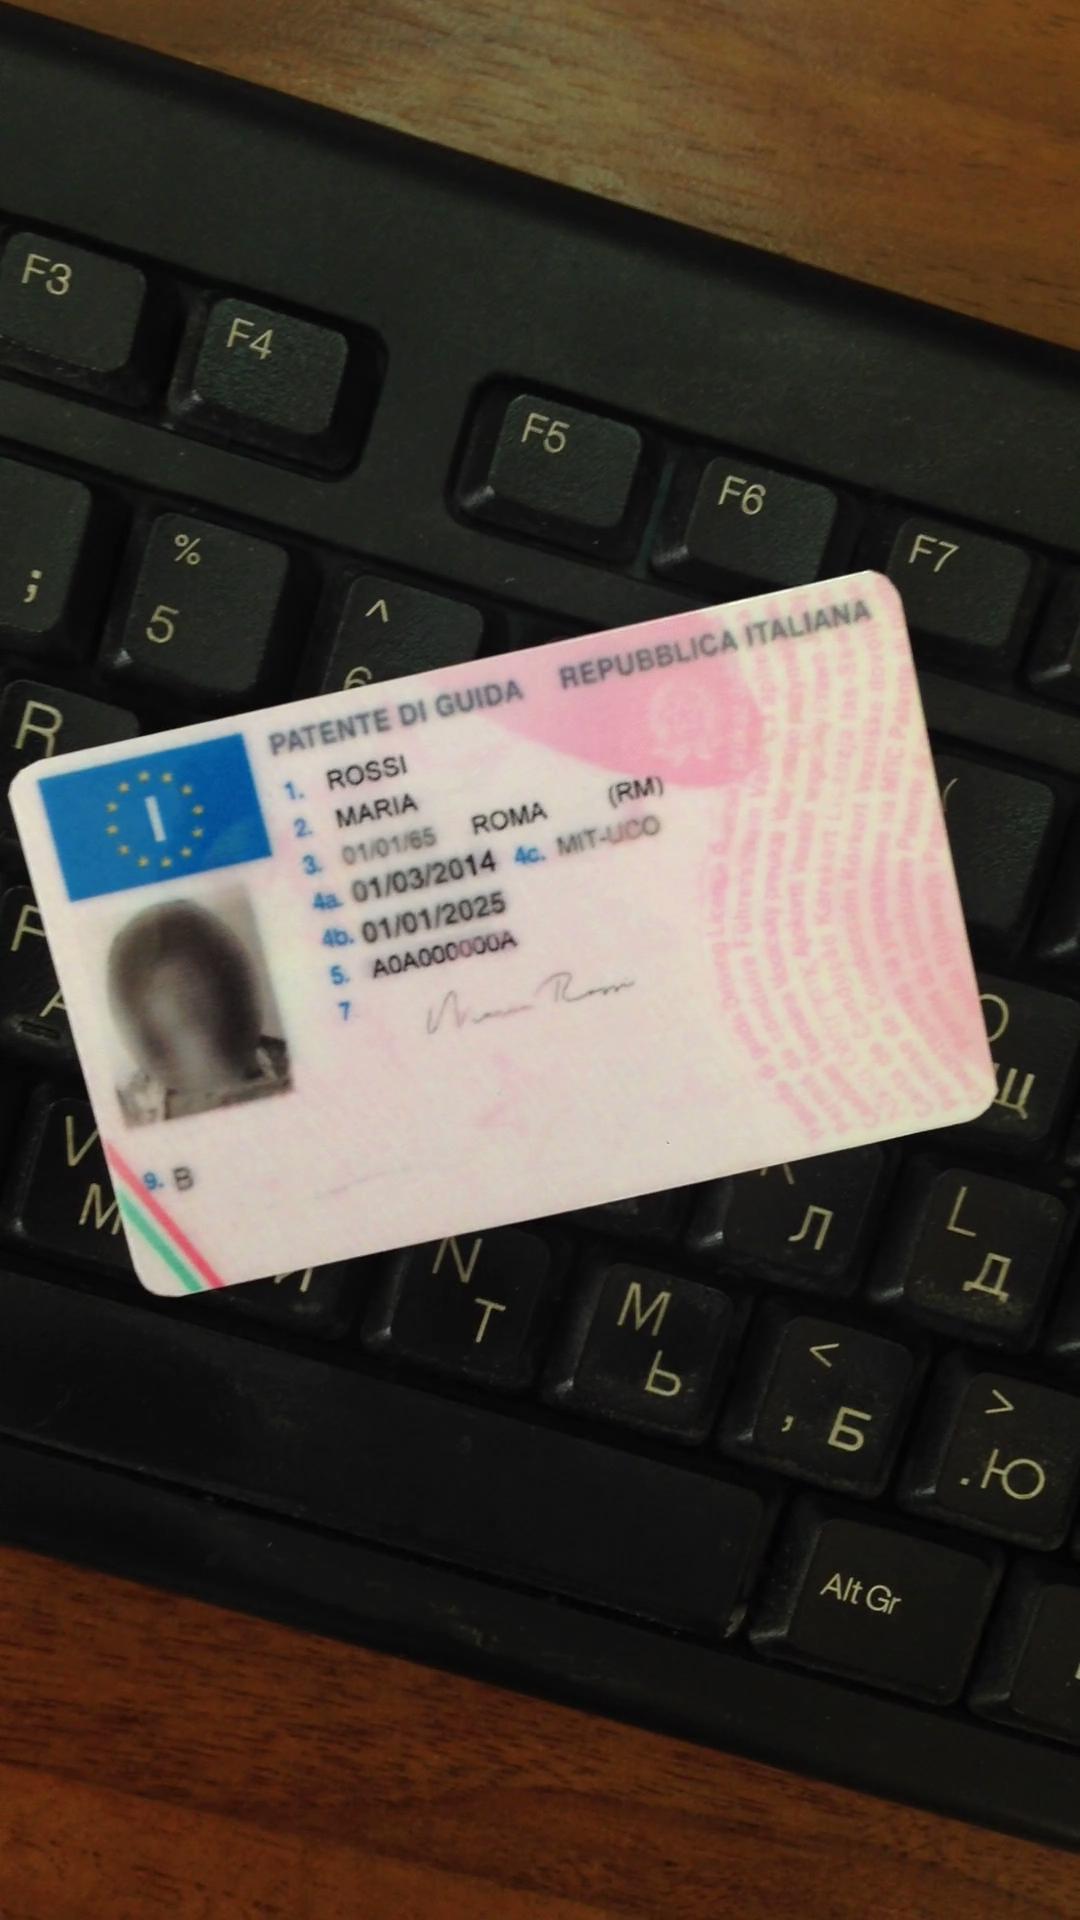 F3
F4
F5
F6
F7
;
%
5
^
6
R
(
PATENTE DI GUIDA REPUBBLICA ITALIANA
I
1. ROSSI
2. MARIA
3. 01/01/65 ROMA (RM)
4a. 01/03/2014 4c. MIT-UCO
4b. 01/01/2025
5. A0A000000A
7
Maria Rossi
9. B
O
Щ
V
М
N
Т
M
Ь
Л
L
Д
<
, Б
>
. Ю
Alt Gr